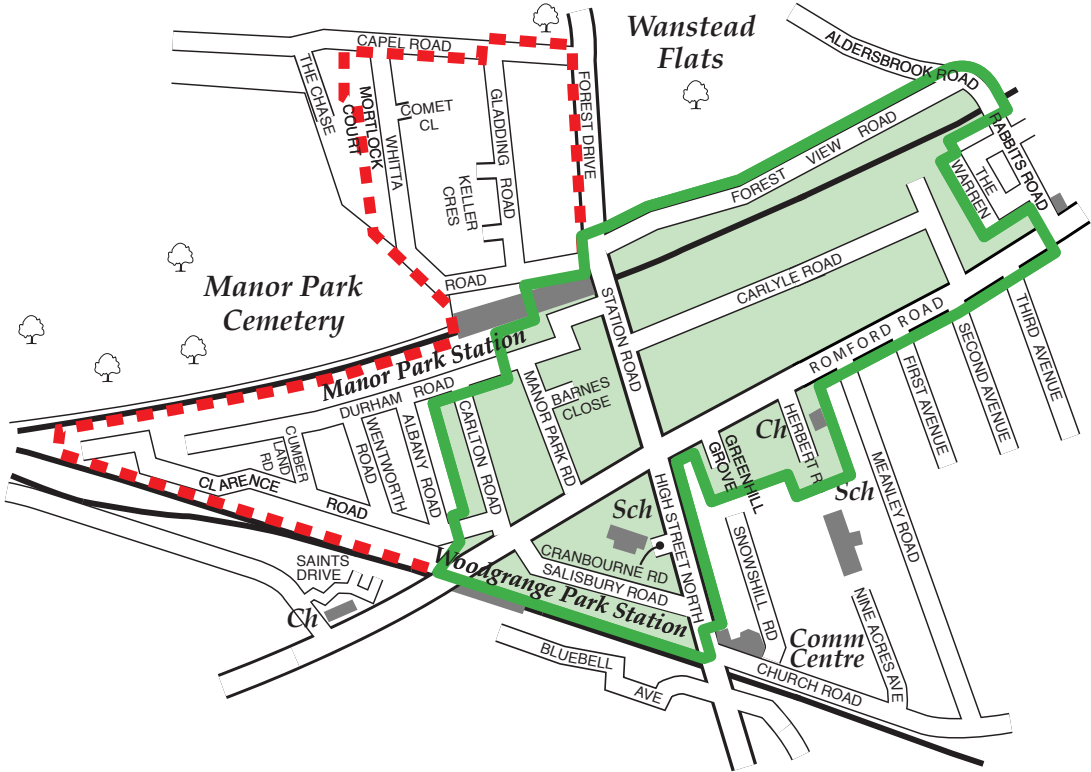 Wanstead
Flats
CAPEL ROAD
ALDERSBROOK ROAD
THE CHASE
MORTLOCK
COURT
WHITTA
COMET
CL
GLADDING ROAD
FOREST DRIVE
KELLER
CRES
ROAD
FOREST VIEW ROAD
RABBITS ROAD
THE
WARREN
Manor Park
Cemetery
Manor Park Station
STATION ROAD
CARLYLE ROAD
ROMFORD ROAD
THIRD AVENUE
SECOND AVENUE
FIRST AVENUE
DURHAM ROAD
MANOR PARK RD
BARNES
CLOSE
CARLTON ROAD
ALBANY ROAD
WENTWORTH
ROAD
CUMBER
LAND
RD
CLARENCE ROAD
Ch
HERBERT R
GREENHILL
GROVE
Sch
MEANLEY ROAD
Sch
HIGH STREET NORTH
CRANBOURNE RD
SALISBURY ROAD
Woodgrange Park Station
SNOWSHILL RD
SAINTS
DRIVE
Ch
NINE ACRES AVE
Comm
Centre
CHURCH ROAD
BLUEBELL
AVE